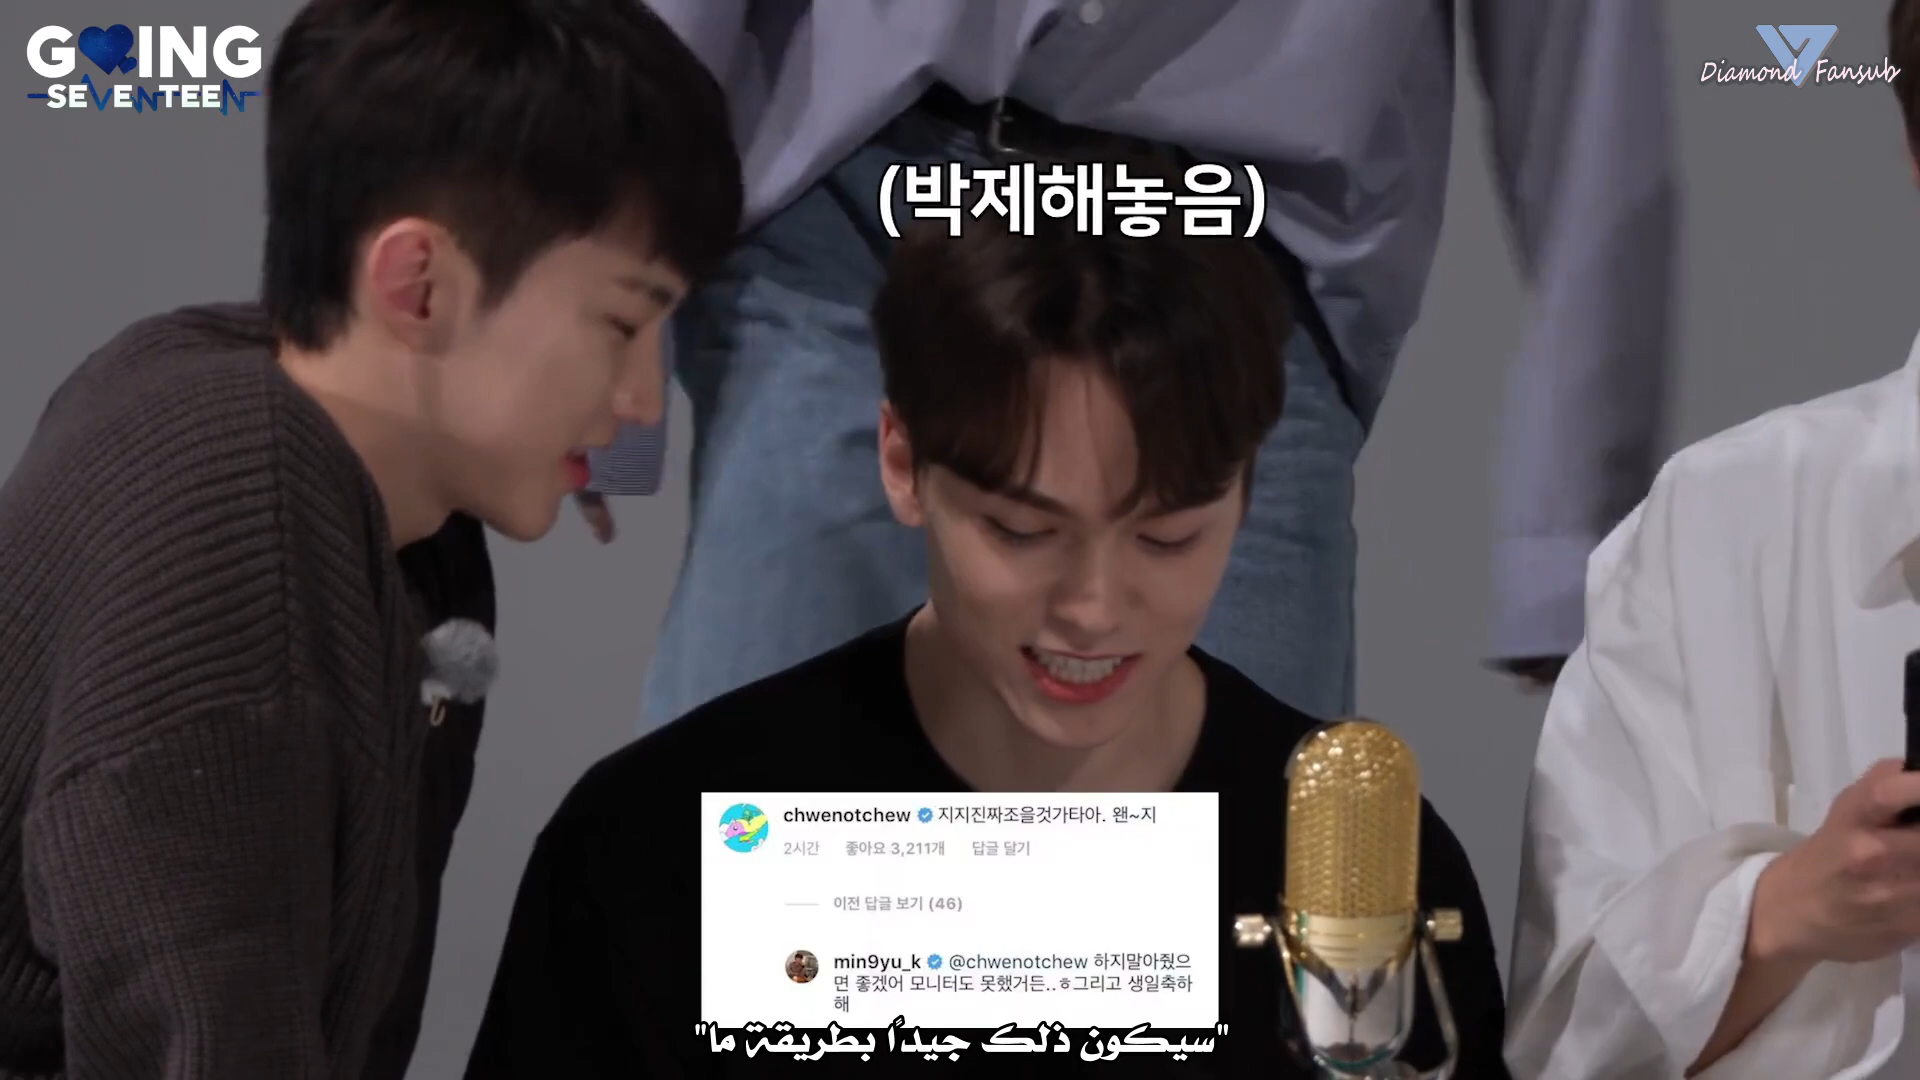 GOING
SEVENTEEN
Diamond Fansub
(박제해놓음)
chwenotchew 지지진짜조을것가타아. 왠~지
2시간 좋아요 3,211개 답글 달기
이전 답글 보기 (46)
min9yu_k @chwenotchew 하지말아줬으
면 좋겠어 모니터도 못했거든..ㅎ그리고 생일축하
해
"سيكون ذلك جيداً بطريقة ما"